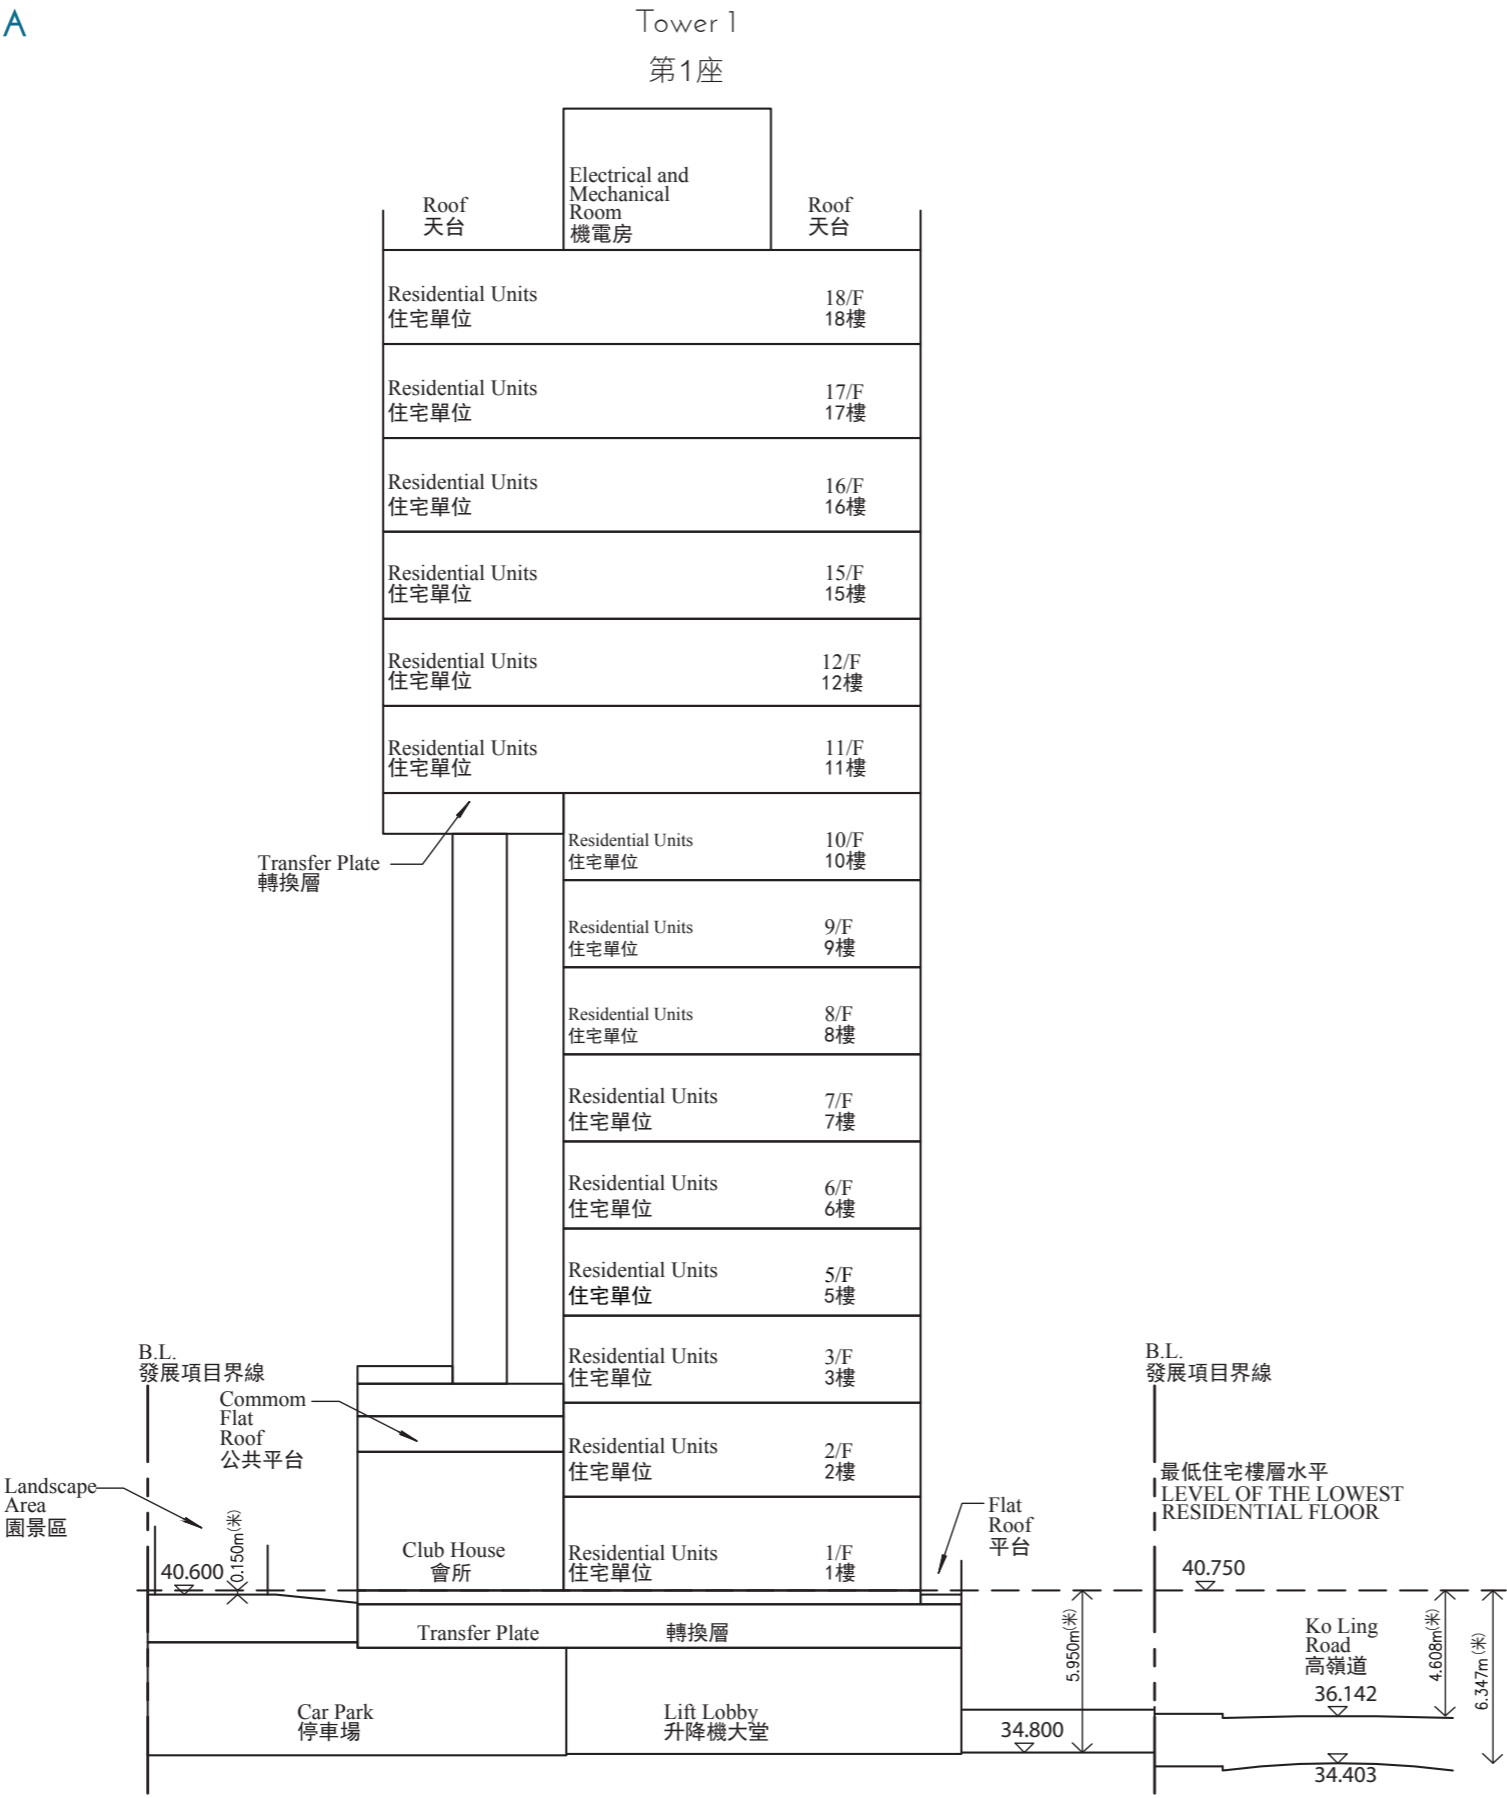 A
Tower 1
第1座
Electrical and
Mechanical
Room
機電房
Roof
天台
Roof
天台
Residential Units
住宅單位
18/F
18樓
Residential Units
住宅單位
17/F
17樓
Residential Units
住宅單位
16/F
16樓
Residential Units
住宅單位
15/F
15樓
Residential Units
住宅單位
12/F
12樓
Residential Units
住宅單位
11/F
11樓
Transfer Plate
轉換層
Residential Units
住宅單位
10/F
10樓
Residential Units
住宅單位
9/F
9樓
Residential Units
住宅單位
8/F
8樓
Residential Units
住宅單位
7/F
7樓
Residential Units
住宅單位
6/F
6樓
Residential Units
住宅單位
5/F
5樓
Residential Units
住宅單位
3/F
3樓
Residential Units
住宅單位
2/F
2樓
Residential Units
住宅單位
1/F
1樓
B.L.
發展項目界線
Commom
Flat
Roof
公共平台
Landscape
Area
園景區
40.600
0.150m(米)
Club House
會所
Flat
Roof
平台
B.L.
發展項目界線
最低住宅樓層水平
LEVEL OF THE LOWEST
RESIDENTIAL FLOOR
40.750
Transfer Plate
轉換層
Car Park
停車場
Lift Lobby
升降機大堂
34.800
5.950m(米)
Ko Ling
Road
高嶺道
36.142
34.403
4.608m(米)
6.347m(米)